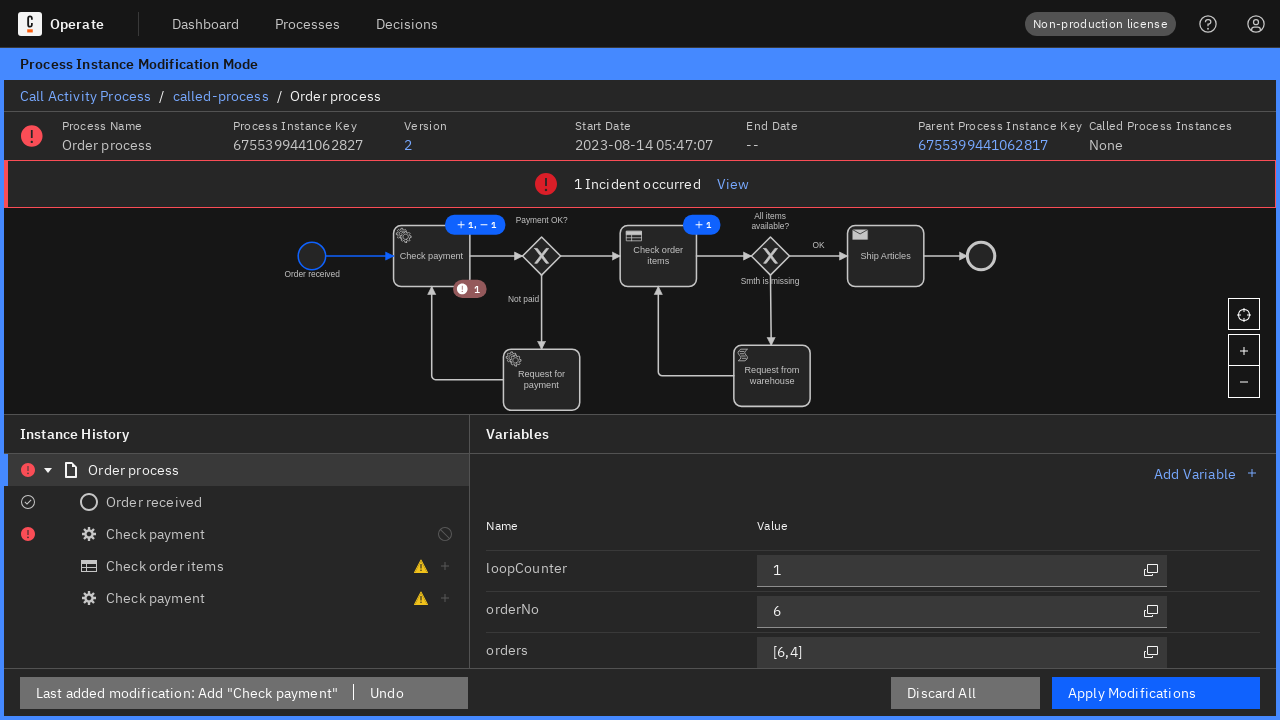 Operate
Dashboard
Processes
Decisions
Non-production license
Process Instance Modification Mode
Call Activity Process / called-process / Order process
Process Name
Process Instance Key
Version
Start Date
End Date
Parent Process Instance Key
Called Process Instances
Order process
6755399441062827
2
2023-08-14 05:47:07
--
6755399441062817
None
1 Incident occurred
View
+ 1, − 1
Payment OK?
+ 1
All items
available?
Check payment
Check order
items
OK
Ship Articles
Order received
Smth is missing
1
Not paid
Request for
payment
Request from
warehouse
Instance History
Variables
Order process
Add Variable +
Order received
Check payment
Check order items
Check payment
Name
Value
loopCounter
1
orderNo
6
orders
[6,4]
Last added modification: Add "Check payment"
Undo
Discard All
Apply Modifications